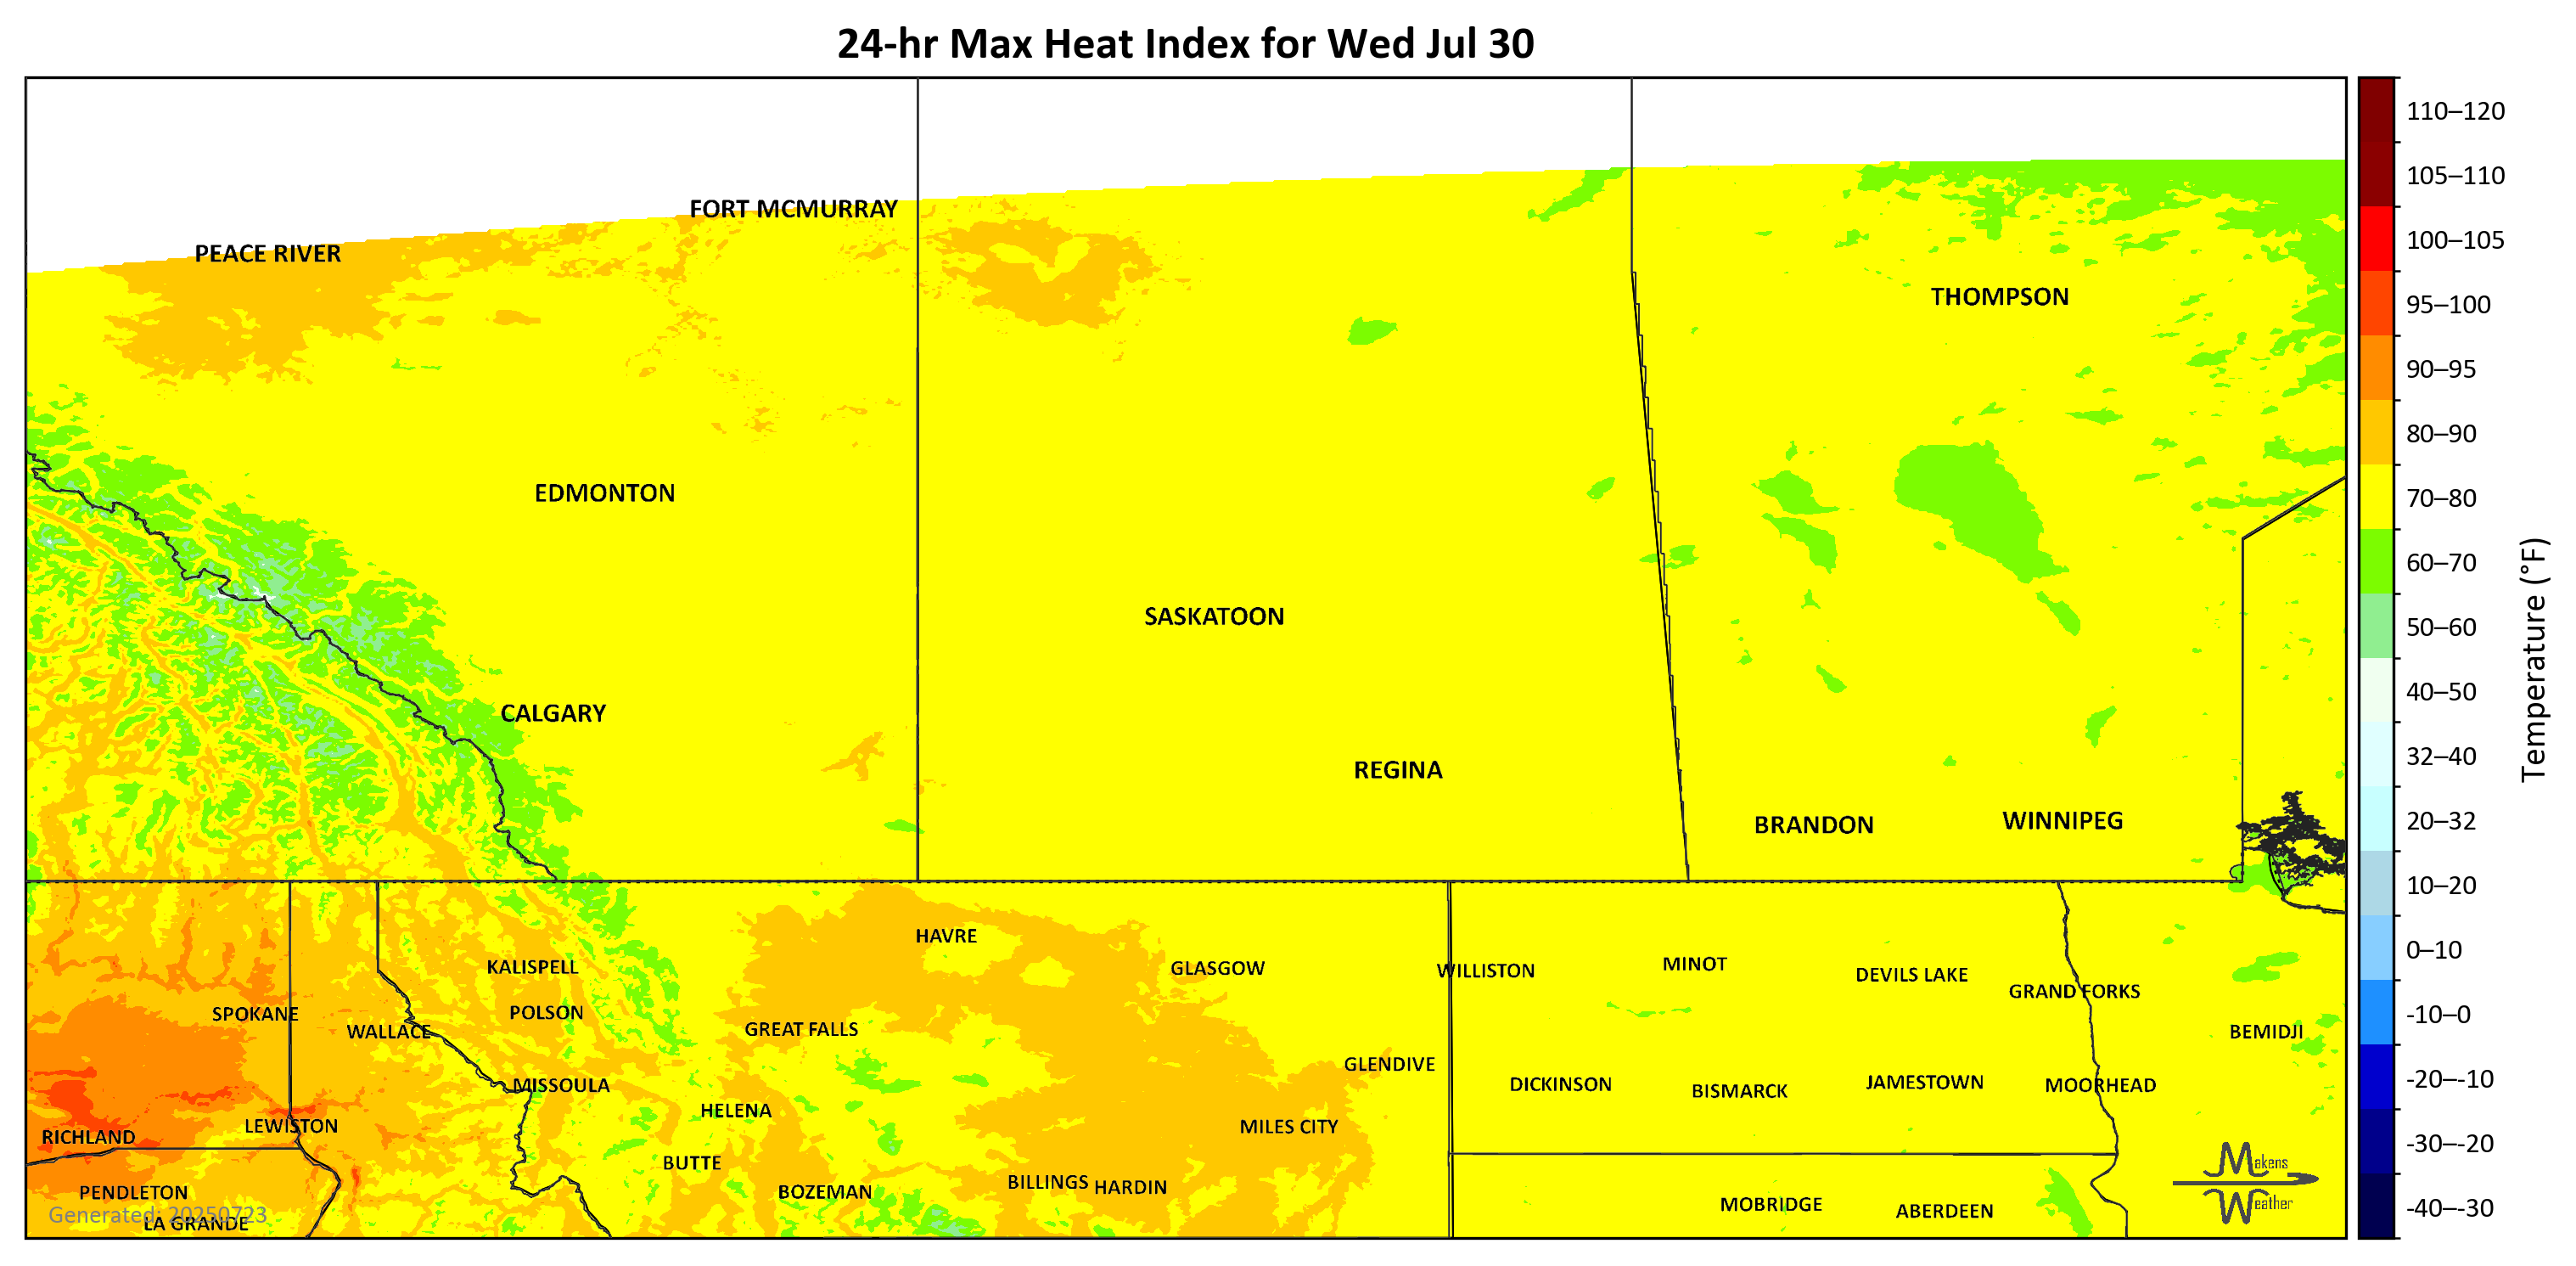 24-hr Max Heat Index for Wed Jul 30
FORT MCMURRAY
PEACE RIVER
THOMPSON
EDMONTON
SASKATOON
CALGARY
REGINA
BRANDON
WINNIPEG
HAVRE
KALISPELL
GLASGOW
WILLISTON
MINOT
DEVILS LAKE
GRAND FORKS
SPOKANE
POLSON
WALLACE
GREAT FALLS
BEMIDJI
GLENDIVE
MISSOULA
DICKINSON
BISMARCK
JAMESTOWN
MOORHEAD
HELENA
LEWISTON
MILES CITY
RICHLAND
BUTTE
PENDLETON
BOZEMAN
BILLINGS
HARDIN
MOBRIDGE
ABERDEEN
Generated: 20250723
LA GRANDE
Makens
Weather
110–120
105–110
100–105
95–100
90–95
80–90
70–80
60–70
50–60
40–50
32–40
20–32
10–20
0–10
-10–0
-20–-10
-30–-20
-40–-30
Temperature (°F)